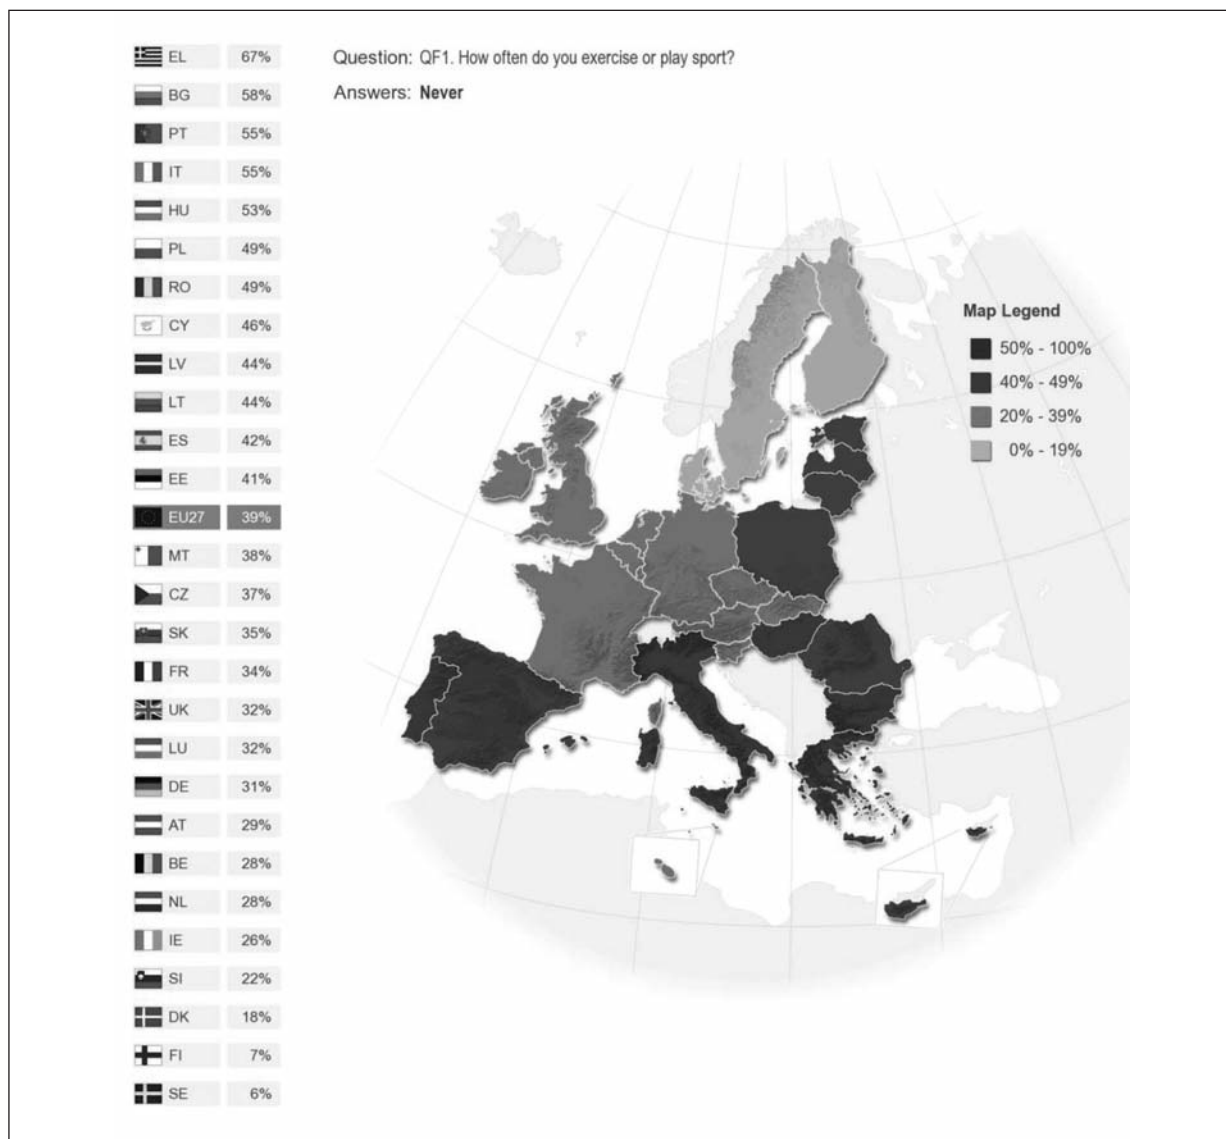 Question: QF1. How often do you exercise or play sport?
Answers: Never
EL 67%
BG 58%
PT 55%
IT 55%
HU 53%
PL 49%
RO 49%
CY 46%
LV 44%
LT 44%
ES 42%
EE 41%
EU27 39%
MT 38%
CZ 37%
SK 35%
FR 34%
UK 32%
LU 32%
DE 31%
AT 29%
BE 28%
NL 28%
IE 26%
SI 22%
DK 18%
FI 7%
SE 6%
Map Legend
50% - 100%
40% - 49%
20% - 39%
0% - 19%